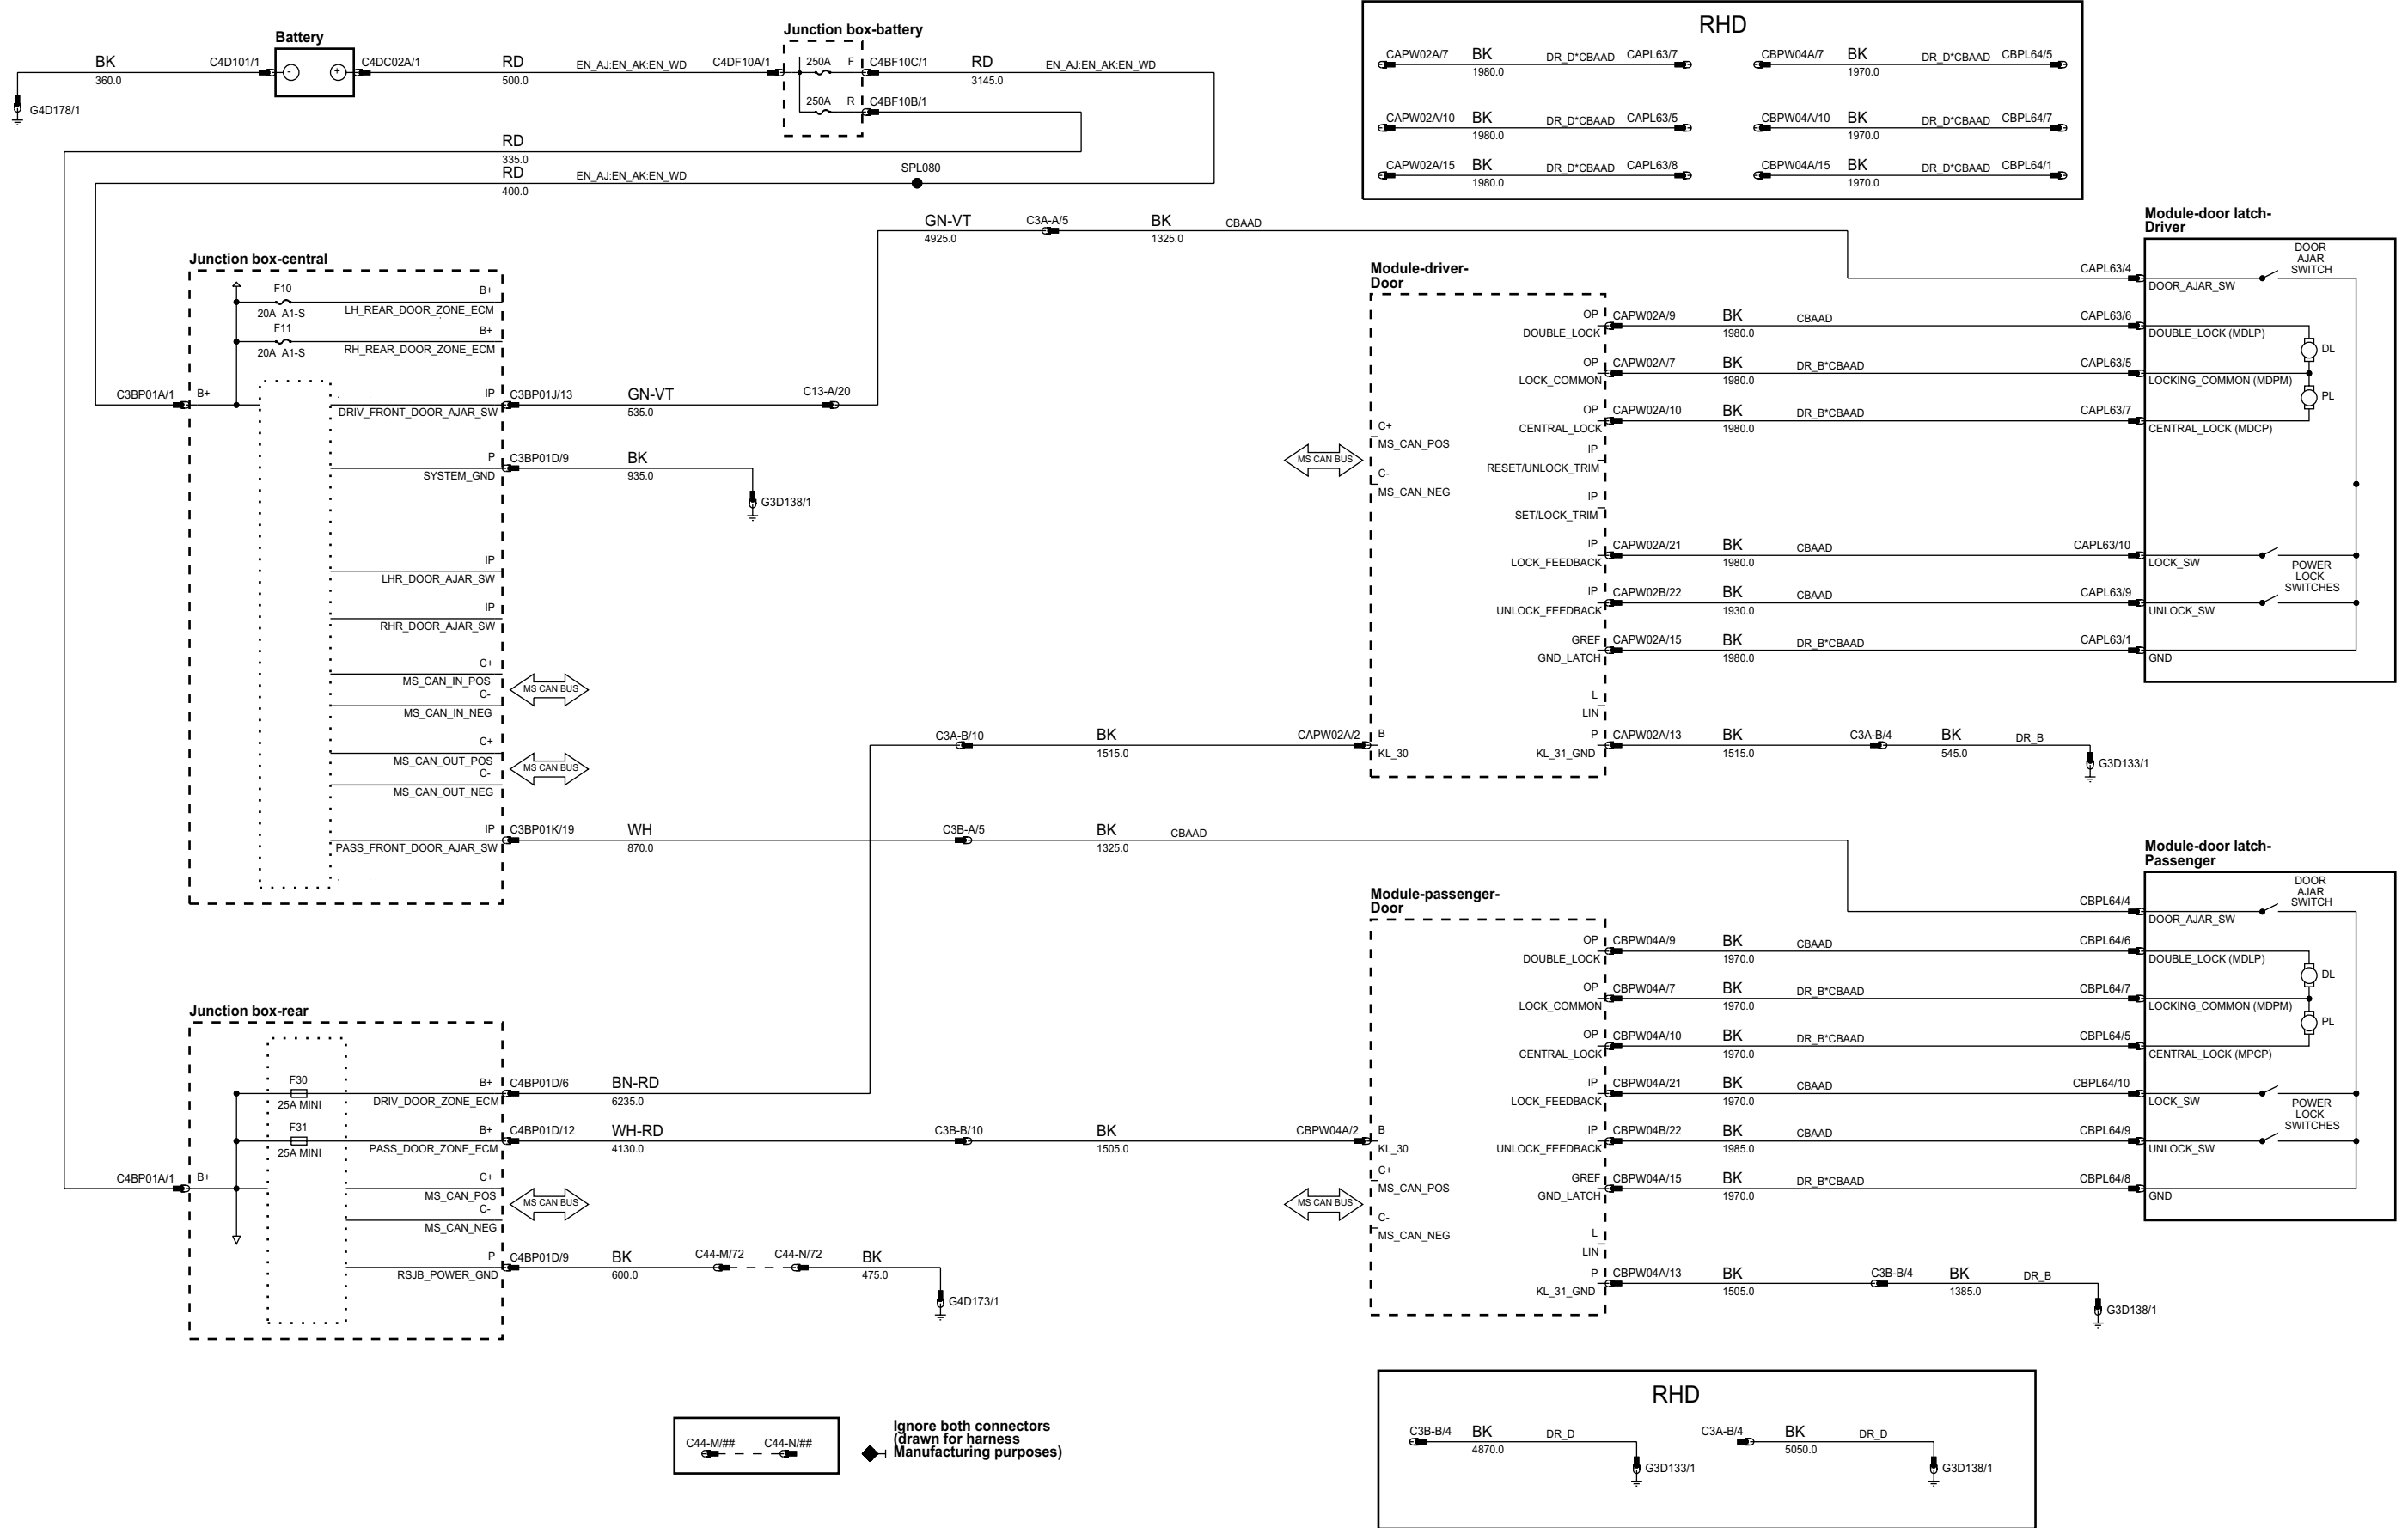 RHD
CAPW02A/7 BK DR_D*CBAAD CAPL63/7
1980.0
CBPW04A/7 BK DR_D*CBAAD CBPL64/5
1970.0
CAPW02A/10 BK DR_D*CBAAD CAPL63/5
1980.0
CBPW04A/10 BK DR_D*CBAAD CBPL64/7
1970.0
CAPW02A/15 BK DR_D*CBAAD CAPL63/8
1980.0
CBPW04A/15 BK DR_D*CBAAD CBPL64/1
1970.0
Battery
Junction box-battery
BK C4D101/1 - + C4DC02A/1 RD EN_AJ:EN_AK:EN_WD C4DF10A/1 250A F C4BF10C/1 RD EN_AJ:EN_AK:EN_WD
360.0 500.0 3145.0
G4D178/1
250A R C4BF10B/1
RD
335.0
RD EN_AJ:EN_AK:EN_WD SPL080
400.0
GN-VT C3A-A/5 BK CBAAD
4925.0 1325.0
Junction box-central
F10 B+
20A A1-S LH_REAR_DOOR_ZONE_ECM
F11 B+
20A A1-S RH_REAR_DOOR_ZONE_ECM
C3BP01A/1 B+ IP C3BP01J/13 GN-VT C13-A/20
DRIV_FRONT_DOOR_AJAR_SW 535.0
P C3BP01D/9 BK
SYSTEM_GND 935.0
G3D138/1
IP
LHR_DOOR_AJAR_SW
IP
RHR_DOOR_AJAR_SW
C+
MS_CAN_IN_POS
C-
MS_CAN_IN_NEG
MS CAN BUS
C+
MS_CAN_OUT_POS
C-
MS_CAN_OUT_NEG
MS CAN BUS
IP C3BP01K/19 WH C3B-A/5 BK CBAAD
PASS_FRONT_DOOR_AJAR_SW 870.0 1325.0
Module-driver-
Door
OP CAPW02A/9 BK CBAAD CAPL63/6
DOUBLE_LOCK 1980.0 DOUBLE_LOCK (MDLP)
OP CAPW02A/7 BK DR_B*CBAAD CAPL63/5
LOCK_COMMON 1980.0 LOCKING_COMMON (MDPM)
OP CAPW02A/10 BK DR_B*CBAAD CAPL63/7
CENTRAL_LOCK 1980.0 CENTRAL_LOCK (MDCP)
C+
MS_CAN_POS
C-
MS_CAN_NEG
MS CAN BUS
IP
RESET/UNLOCK_TRIM
IP
SET/LOCK_TRIM
IP CAPW02A/21 BK CBAAD CAPL63/10
LOCK_FEEDBACK 1980.0 LOCK_SW
IP CAPW02B/22 BK CBAAD CAPL63/9
UNLOCK_FEEDBACK 1930.0 UNLOCK_SW
GREF CAPW02A/15 BK DR_B*CBAAD CAPL63/1
GND_LATCH 1980.0 GND
L
LIN
C3A-B/10 BK CAPW02A/2 B
1515.0 KL_30
P CAPW02A/13 BK C3A-B/4 BK DR_B
KL_31_GND 1515.0 545.0
G3D133/1
Module-door latch-
Driver
DOOR
AJAR
SWITCH
CAPL63/4
DOOR_AJAR_SW
DL
PL
POWER
LOCK
SWITCHES
Module-door latch-
Passenger
DOOR
AJAR
SWITCH
CBPL64/4
DOOR_AJAR_SW
DL
PL
POWER
LOCK
SWITCHES
Module-passenger-
Door
OP CBPW04A/9 BK CBAAD CBPL64/6
DOUBLE_LOCK 1970.0 DOUBLE_LOCK (MDLP)
OP CBPW04A/7 BK DR_B*CBAAD CBPL64/7
LOCK_COMMON 1970.0 LOCKING_COMMON (MDPM)
OP CBPW04A/10 BK DR_B*CBAAD CBPL64/5
CENTRAL_LOCK 1970.0 CENTRAL_LOCK (MPCP)
IP CBPW04A/21 BK CBAAD CBPL64/10
LOCK_FEEDBACK 1970.0 LOCK_SW
IP CBPW04B/22 BK CBAAD CBPL64/9
UNLOCK_FEEDBACK 1985.0 UNLOCK_SW
GREF CBPW04A/15 BK DR_B*CBAAD CBPL64/8
GND_LATCH 1970.0 GND
L
LIN
P CBPW04A/13 BK C3B-B/4 BK DR_B
KL_31_GND 1505.0 1385.0
G3D138/1
Junction box-rear
F30 B+ C4BP01D/6 BN-RD
25A MINI DRIV_DOOR_ZONE_ECM 6235.0
F31 B+ C4BP01D/12 WH-RD C3B-B/10 BK CBPW04A/2 B
25A MINI PASS_DOOR_ZONE_ECM 4130.0 1505.0 KL_30
C+
MS_CAN_POS
C-
MS_CAN_NEG
MS CAN BUS
C4BP01A/1 B+ C+
MS_CAN_POS
C-
MS_CAN_NEG
MS CAN BUS
P C4BP01D/9 BK C44-M/72 C44-N/72 BK
RSJB_POWER_GND 600.0 475.0
G4D173/1
C44-M/## C44-N/##
Ignore both connectors
(drawn for harness
Manufacturing purposes)
RHD
C3B-B/4 BK DR_D
4870.0
G3D133/1
C3A-B/4 BK DR_D
5050.0
G3D138/1